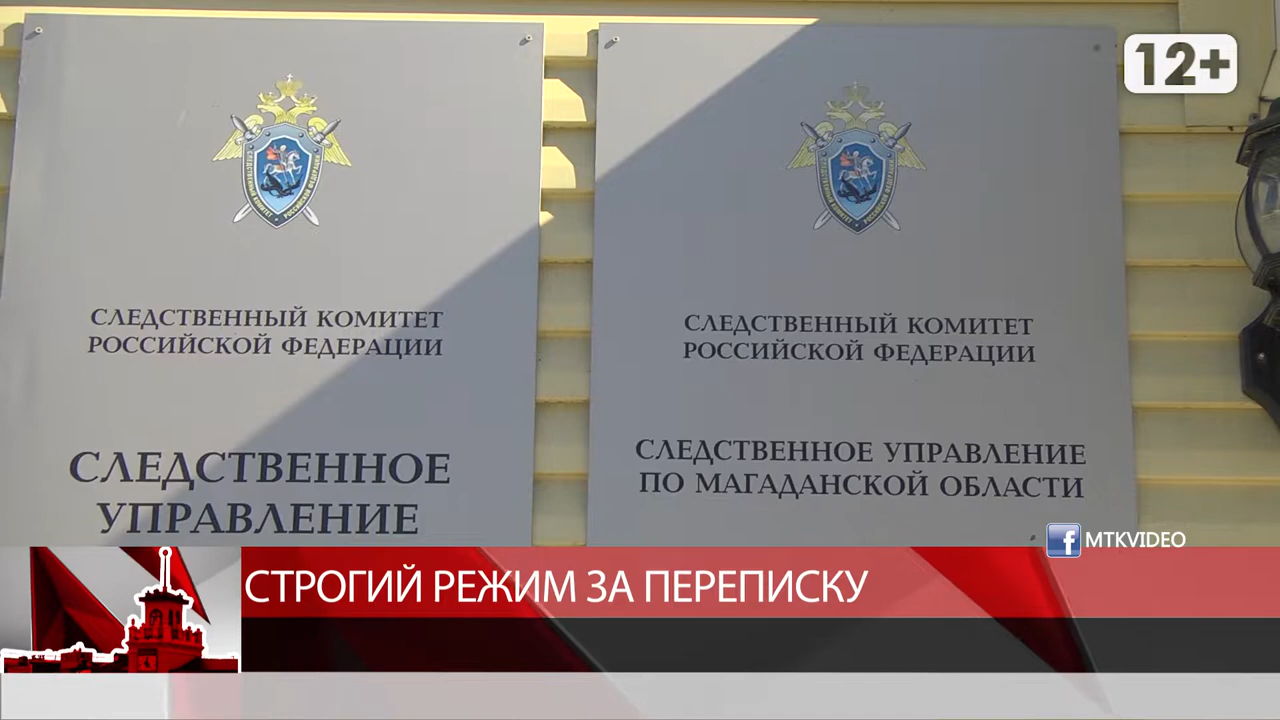 12+
СЛЕДСТВЕННЫЙ КОМИТЕТ
РОССИЙСКОЙ ФЕДЕРАЦИИ
СЛЕДСТВЕННОЕ
УПРАВЛЕНИЕ
СЛЕДСТВЕННЫЙ КОМИТЕТ
РОССИЙСКОЙ ФЕДЕРАЦИИ
СЛЕДСТВЕННОЕ УПРАВЛЕНИЕ
ПО МАГАДАНСКОЙ ОБЛАСТИ
f MTKVIDEO
СТРОГИЙ РЕЖИМ ЗА ПЕРЕПИСКУ